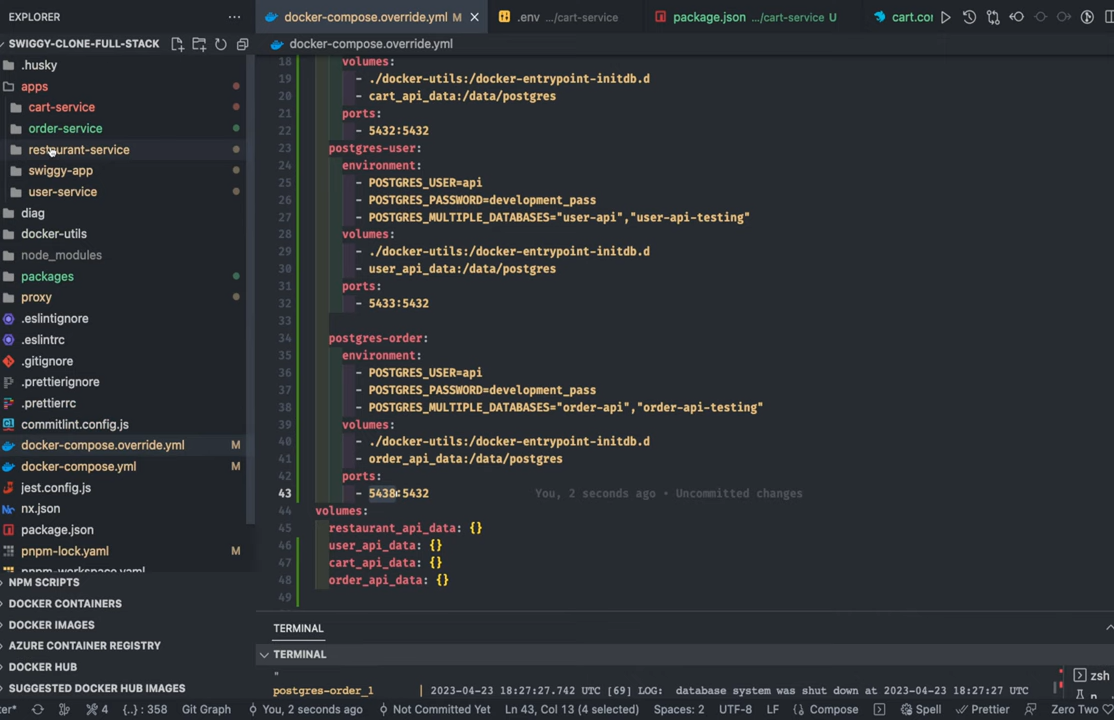 EXPLORER ...
SWIGGY-CLONE-FULL-STACK
.husky
apps
cart-service
order-service
restaurant-service
swiggy-app
user-service
diag
docker-utils
node_modules
packages
proxy
.eslintignore
.eslintrc
.gitignore
.prettierignore
.prettierrc
commitlint.config.js
docker-compose.override.yml M
docker-compose.yml M
jest.config.js
nx.json
package.json
pnpm-lock.yaml M
pnpm-workspace.yaml
NPM SCRIPTS
DOCKER CONTAINERS
DOCKER IMAGES
AZURE CONTAINER REGISTRY
DOCKER HUB
SUGGESTED DOCKER HUB IMAGES
docker-compose.override.yml M .env .../cart-service package.json .../cart-service U cart.co
docker-compose.override.yml
18 volumes:
19 - ./docker-utils:/docker-entrypoint-initdb.d
20 - cart_api_data:/data/postgres
21 ports:
22 - 5432:5432
23 postgres-user:
24 environment:
25 - POSTGRES_USER=api
26 - POSTGRES_PASSWORD=development_pass
27 - POSTGRES_MULTIPLE_DATABASES="user-api","user-api-testing"
28 volumes:
29 - ./docker-utils:/docker-entrypoint-initdb.d
30 - user_api_data:/data/postgres
31 ports:
32 - 5433:5432
33
34 postgres-order:
35 environment:
36 - POSTGRES_USER=api
37 - POSTGRES_PASSWORD=development_pass
38 - POSTGRES_MULTIPLE_DATABASES="order-api","order-api-testing"
39 volumes:
40 - ./docker-utils:/docker-entrypoint-initdb.d
41 - order_api_data:/data/postgres
42 ports:
43 - 5438:5432 You, 2 seconds ago • Uncommitted changes
44 volumes:
45 restaurant_api_data: {}
46 user_api_data: {}
47 cart_api_data: {}
48 order_api_data: {}
49
TERMINAL
TERMINAL
"
postgres-order_1 | 2023-04-23 18:27:27.742 UTC [69] LOG: database system was shut down at 2023-04-23 18:27:27 UTC
zsh
n
ter* 4 {..} : 358 Git Graph You, 2 seconds ago Not Committed Yet Ln 43, Col 13 (4 selected) Spaces: 2 UTF-8 LF Compose Spell Prettier Zero Two